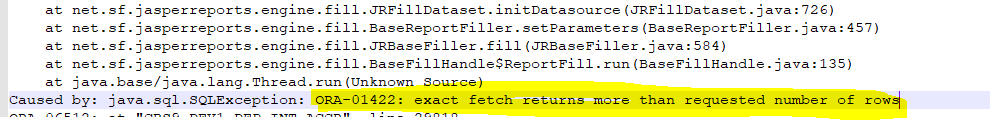 at net.sf.jasperreports.engine.fill.JRFillDataset.initDatasource(JRFillDataset.java:726)
at net.sf.jasperreports.engine.fill.BaseReportFiller.setParameters(BaseReportFiller.java:457)
at net.sf.jasperreports.engine.fill.JRBaseFiller.fill(JRBaseFiller.java:584)
at net.sf.jasperreports.engine.fill.BaseFillHandle$ReportFill.run(BaseFillHandle.java:135)
at java.base/java.lang.Thread.run(Unknown Source)
Caused by: java.sql.SQLException: ORA-01422: exact fetch returns more than requested number of rows